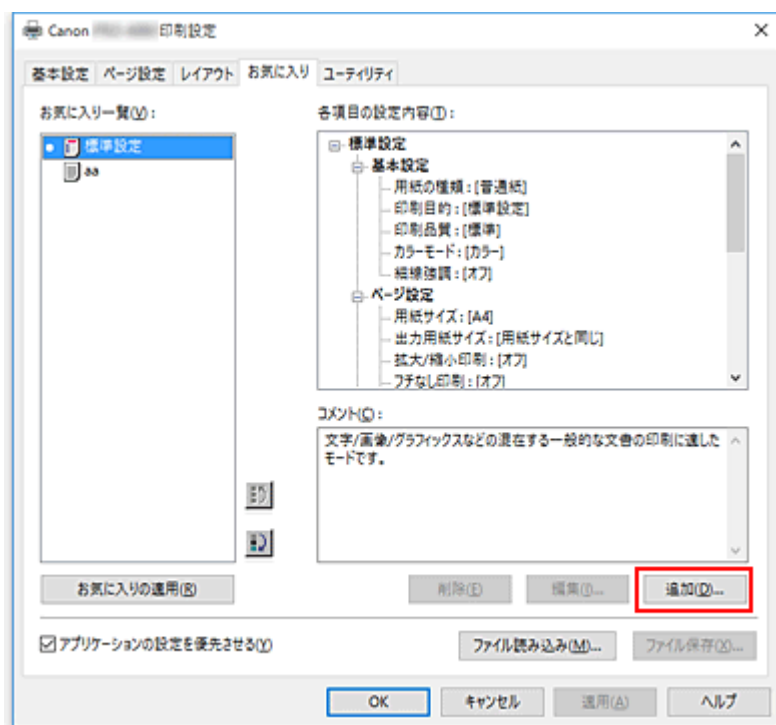 Canon 印刷設定
基本設定 ページ設定 レイアウト お気に入り ユーティリティ
お気に入り一覧(V):
標準設定
aa
各項目の設定内容(T):
標準設定
基本設定
用紙の種類:[普通紙]
印刷目的:[標準設定]
印刷品質:[標準]
カラーモード:[カラー]
細線強調:[オフ]
ページ設定
用紙サイズ:[A4]
出力用紙サイズ:[用紙サイズと同じ]
拡大/縮小印刷:[オフ]
フチなし印刷:[オフ]
コメント(C):
文字/画像/グラフィックスなどの混在する一般的な文書の印刷に適した
モードです。
お気に入りの適用(R) 削除(E) 編集(I)... 追加(D)...
アプリケーションの設定を優先させる(Y) ファイル読み込み(M)... ファイル保存(X)...
OK キャンセル 適用(A) ヘルプ